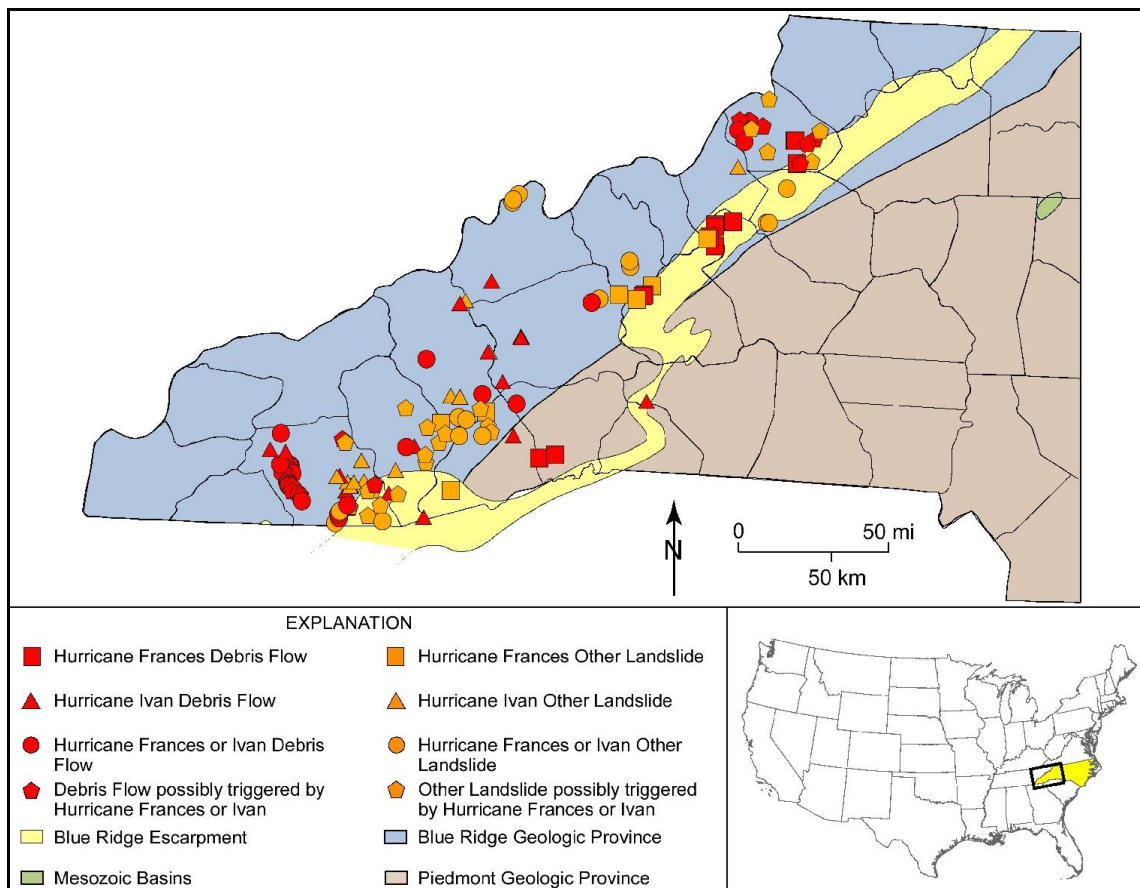 N
0 50 mi
50 km
EXPLANATION
Hurricane Frances Debris Flow
Hurricane Ivan Debris Flow
Hurricane Frances or Ivan Debris
Flow
Debris Flow possibly triggered by
Hurricane Frances or Ivan
Blue Ridge Escarpment
Mesozoic Basins
Hurricane Frances Other Landslide
Hurricane Ivan Other Landslide
Hurricane Frances or Ivan Other
Landslide
Other Landslide possibly triggered
by Hurricane Frances or Ivan
Blue Ridge Geologic Province
Piedmont Geologic Province